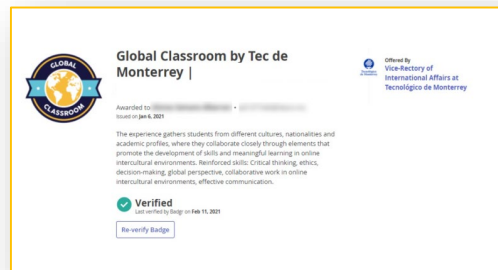 GLOBAL
CLASSROOM
Global Classroom by Tec de
Monterrey |
Awarded to
Issued on Jan 6, 2021
The experience gathers students from different cultures, nationalities and
academic profiles, where they collaborate closely through elements that
promote the development of skills and meaningful learning in online
intercultural environments. Reinforced skills: Critical thinking, ethics,
decision-making, global perspective, collaborative work in online
intercultural environments, effective communication.
Verified
Last verified by Badgr on Feb 11, 2021
Re-verify Badge
Offered By
Vice-Rectory of
International Affairs at
Tecnológico de Monterrey